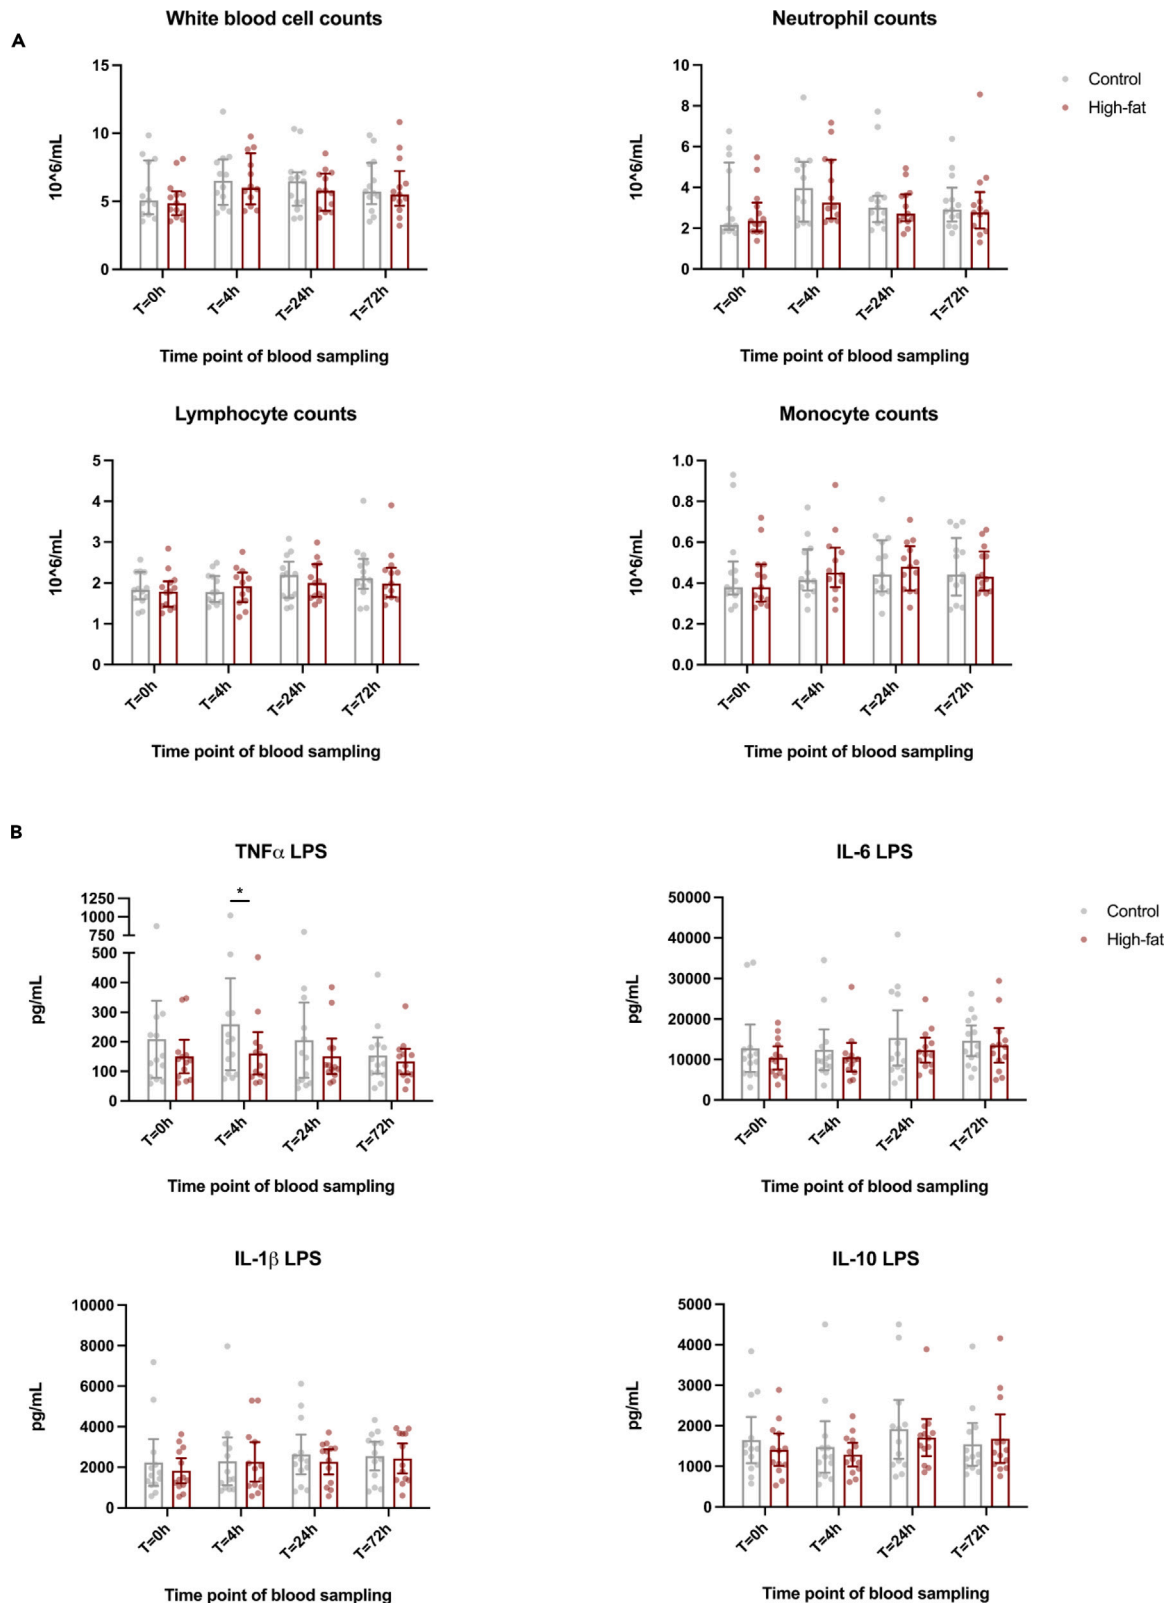 A
White blood cell counts
15
10
5
0
10^6/mL
T=0h
T=4h
T=24h
T=72h
Time point of blood sampling
Neutrophil counts
10
8
6
4
2
0
10^6/mL
T=0h
T=4h
T=24h
T=72h
Time point of blood sampling
Control
High-fat
Lymphocyte counts
5
4
3
2
1
0
10^6/mL
T=0h
T=4h
T=24h
T=72h
Time point of blood sampling
Monocyte counts
1.0
0.8
0.6
0.4
0.2
0.0
10^6/mL
T=0h
T=4h
T=24h
T=72h
Time point of blood sampling
B
TNFα LPS
1250
1000
750
500
400
300
200
100
0
pg/mL
*
T=0h
T=4h
T=24h
T=72h
Time point of blood sampling
IL-6 LPS
50000
40000
30000
20000
10000
0
pg/mL
T=0h
T=4h
T=24h
T=72h
Time point of blood sampling
Control
High-fat
IL-1β LPS
10000
8000
6000
4000
2000
0
pg/mL
T=0h
T=4h
T=24h
T=72h
Time point of blood sampling
IL-10 LPS
5000
4000
3000
2000
1000
0
pg/mL
T=0h
T=4h
T=24h
T=72h
Time point of blood sampling